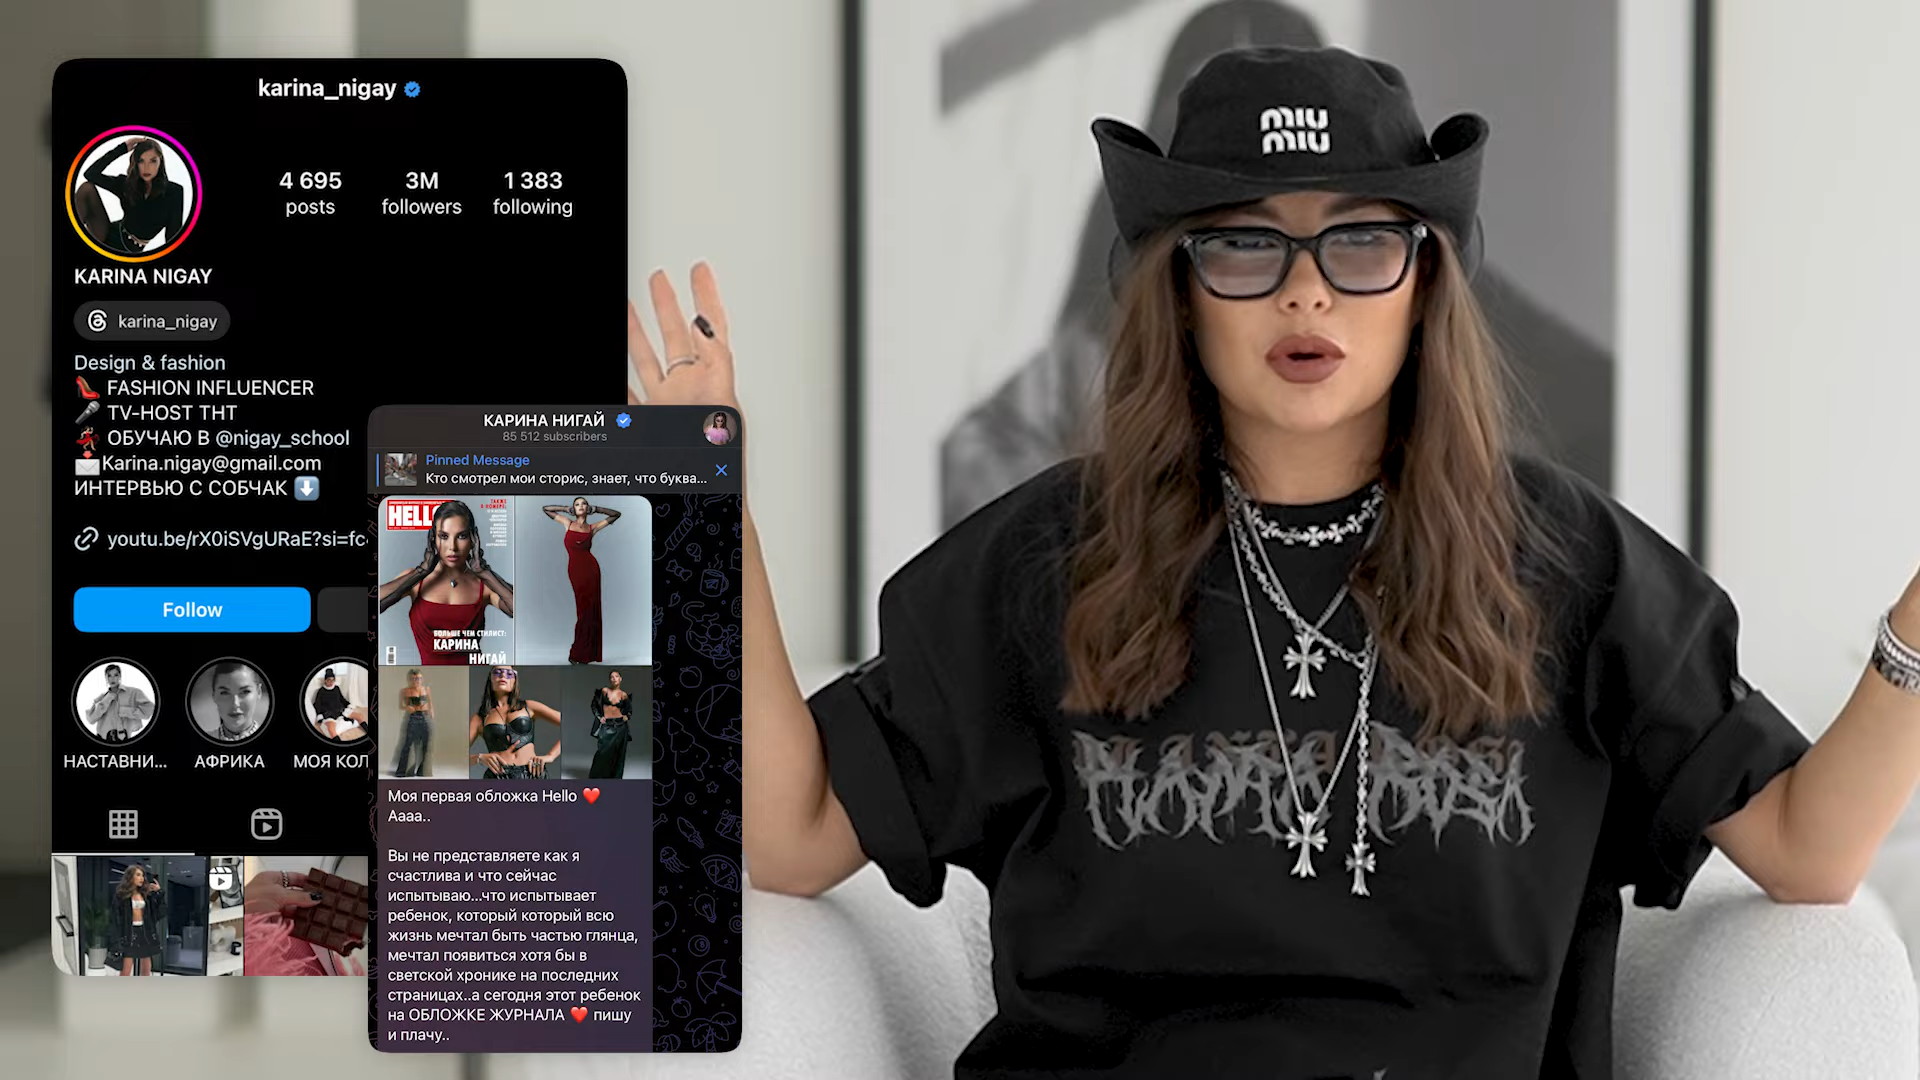 karina_nigay
4 695
posts
3M
followers
1 383
following
KARINA NIGAY
karina_nigay
Design & fashion
FASHION INFLUENCER
TV-HOST ТНТ
ОБУЧАЮ В @nigay_school
Karina.nigay@gmail.com
ИНТЕРВЬЮ С СОБЧАК
youtu.be/rX0iSVgURaE?si=fc
Follow
НАСТАВНИ...
АФРИКА
МОЯ КОЛ
КАРИНА НИГАЙ
85 512 subscribers
Pinned Message
Кто смотрел мои сторис, знает, что буква...
HELL
БОЛЬШЕ ЧЕМ СТИЛИСТ:
КАРИНА
НИГАЙ
Моя первая обложка Hello ❤️
Аааа..
Вы не представляете как я
счастлива и что сейчас
испытываю...что испытывает
ребенок, который который всю
жизнь мечтал быть частью глянца,
мечтал появиться хотя бы в
светской хронике на последних
страницах..а сегодня этот ребенок
на ОБЛОЖКЕ ЖУРНАЛА ❤️ пишу
и плачу..
miu
miu